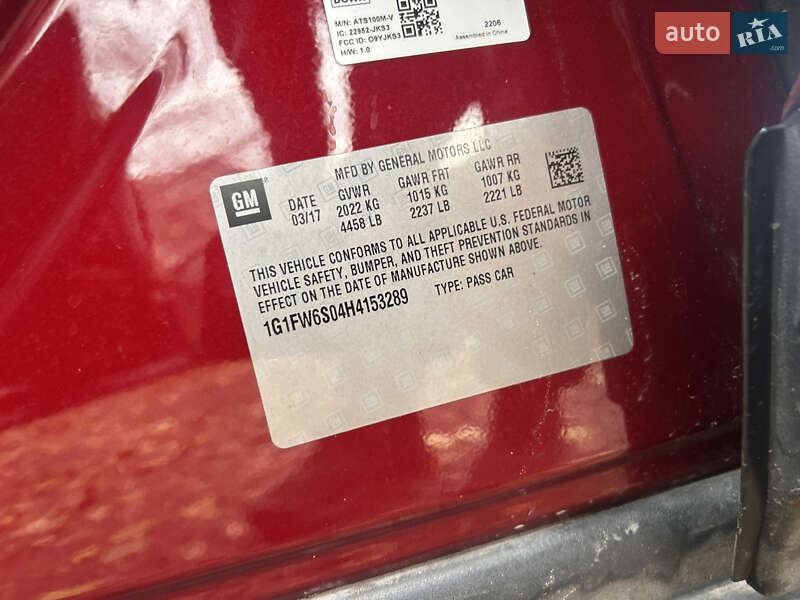 DOWN
M/N: ATS100M-V
IC: 22952-JKS3
FCC ID: O9YJKS3
H/W: 1.0
2206
Assembled in China
auto RIA
.com
MFD BY GENERAL MOTORS LLC
GM
DATE GVWR GAWR FRT GAWR RR
03/17 2022 KG 1015 KG 1007 KG
4458 LB 2237 LB 2221 LB
THIS VEHICLE CONFORMS TO ALL APPLICABLE U.S. FEDERAL MOTOR
VEHICLE SAFETY, BUMPER, AND THEFT PREVENTION STANDARDS IN
EFFECT ON THE DATE OF MANUFACTURE SHOWN ABOVE.
1G1FW6S04H4153289 TYPE: PASS CAR